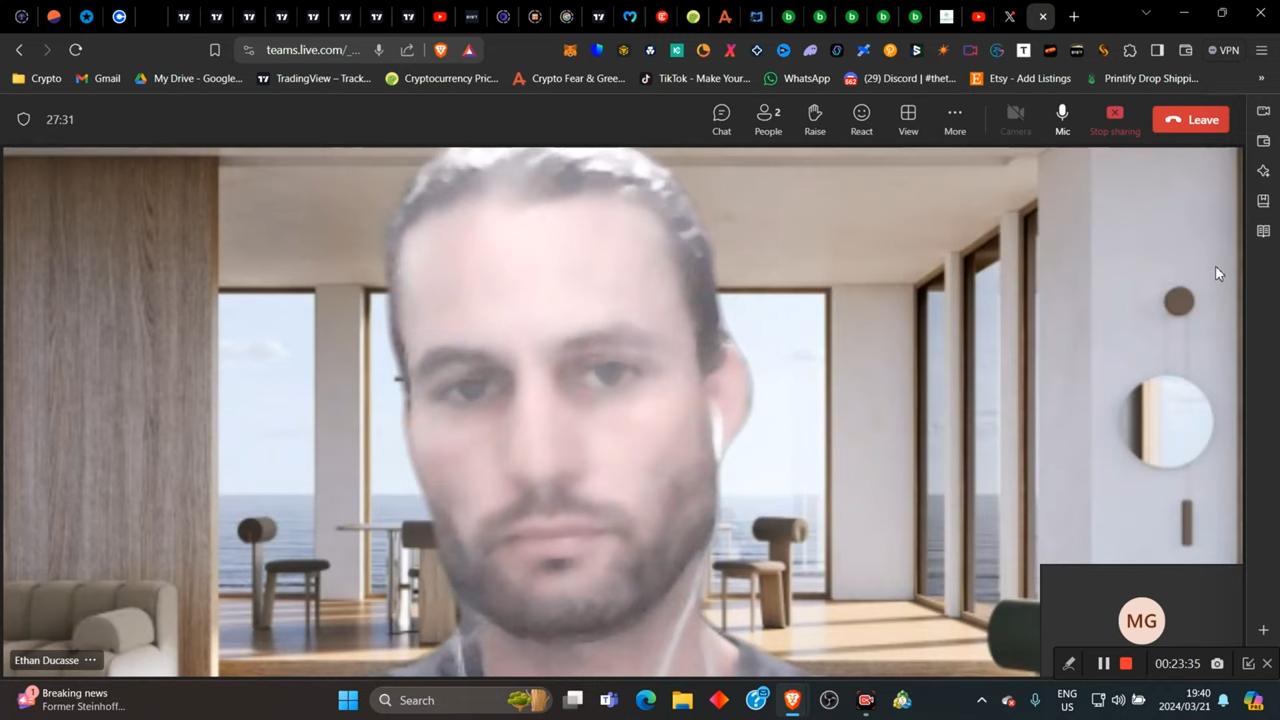 teams.live.com/_...
VPN
Crypto
Gmail
My Drive - Google...
TradingView – Track...
Cryptocurrency Pric...
Crypto Fear & Gree...
TikTok - Make Your...
WhatsApp
(29) Discord | #thet...
Etsy - Add Listings
Printify Drop Shippi...
27:31
Chat
People
2
Raise
React
View
More
Camera
Mic
Stop sharing
Leave
MG
Ethan Ducasse
00:23:35
1
Breaking news
Former Steinhoff...
Search
ENG
US
19:40
2024/03/21